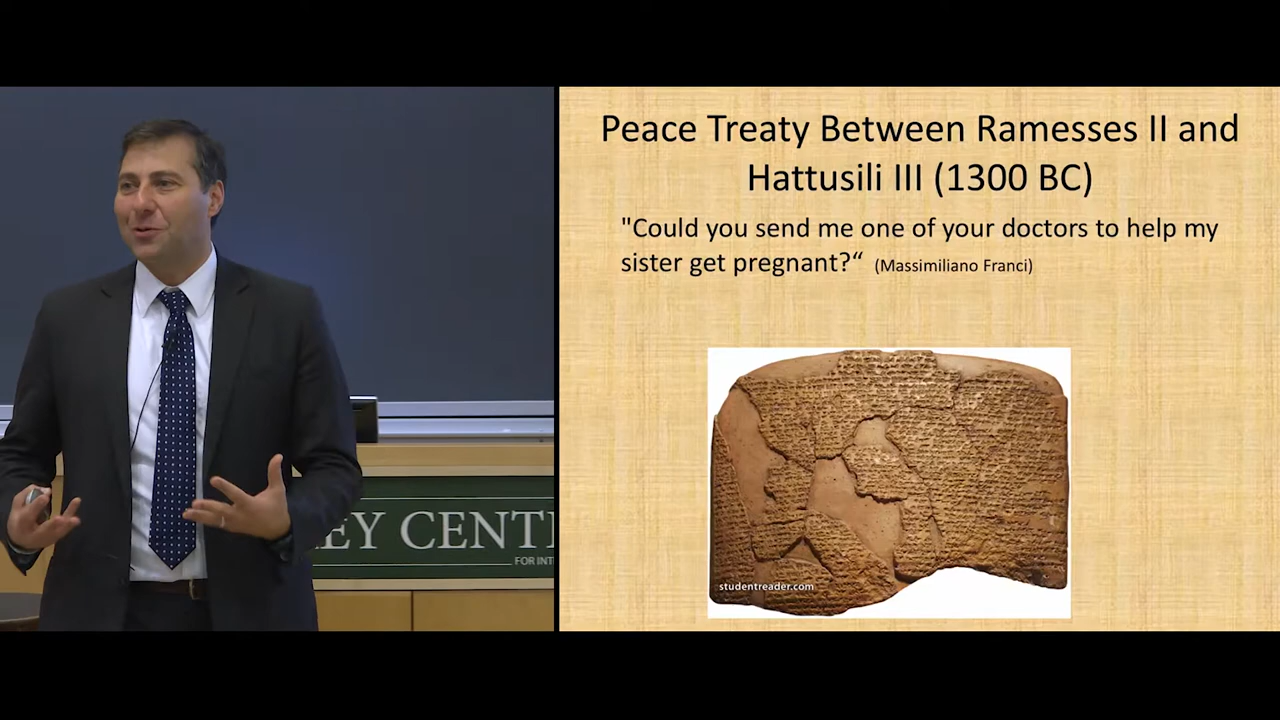 Peace Treaty Between Ramesses II and
Hattusili III (1300 BC)
"Could you send me one of your doctors to help my
sister get pregnant?“ (Massimiliano Franci)
studentreader.com
EY CENT
FOR INT